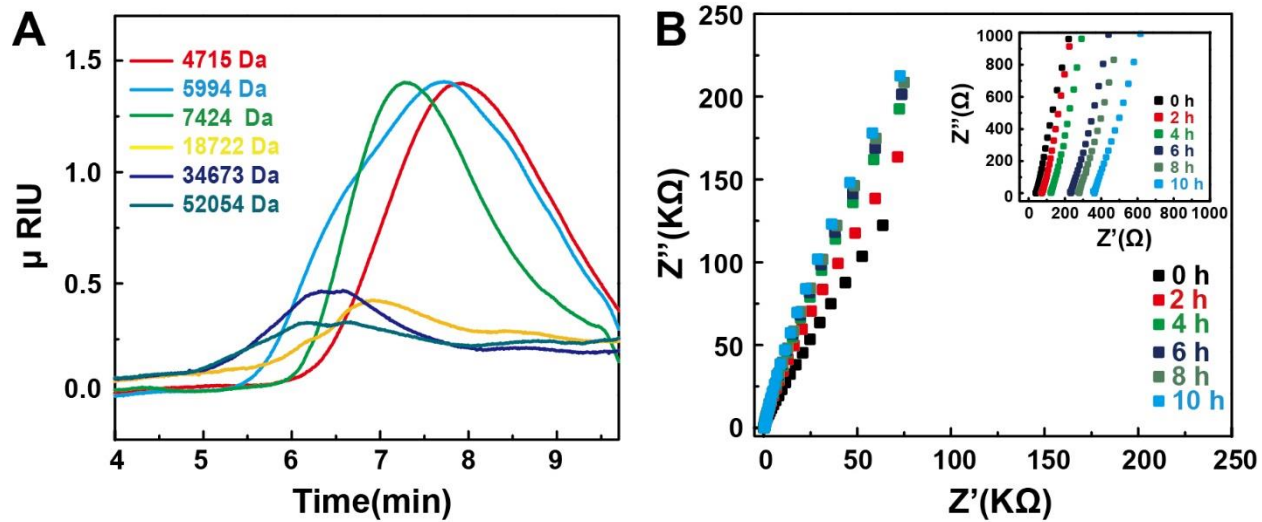 A
1.5
1.0
0.5
0.0
μ RIU
4715 Da
5994 Da
7424 Da
18722 Da
34673 Da
52054 Da
4 5 6 7 8 9
Time(min)
B
250
200
150
100
50
0
Z’’(KΩ)
0 50 100 150 200 250
Z’(KΩ)
0 h
2 h
4 h
6 h
8 h
10 h
1000
800
600
400
200
0
Z’’(Ω)
0 200 400 600 800 1000
Z’(Ω)
0 h
2 h
4 h
6 h
8 h
10 h